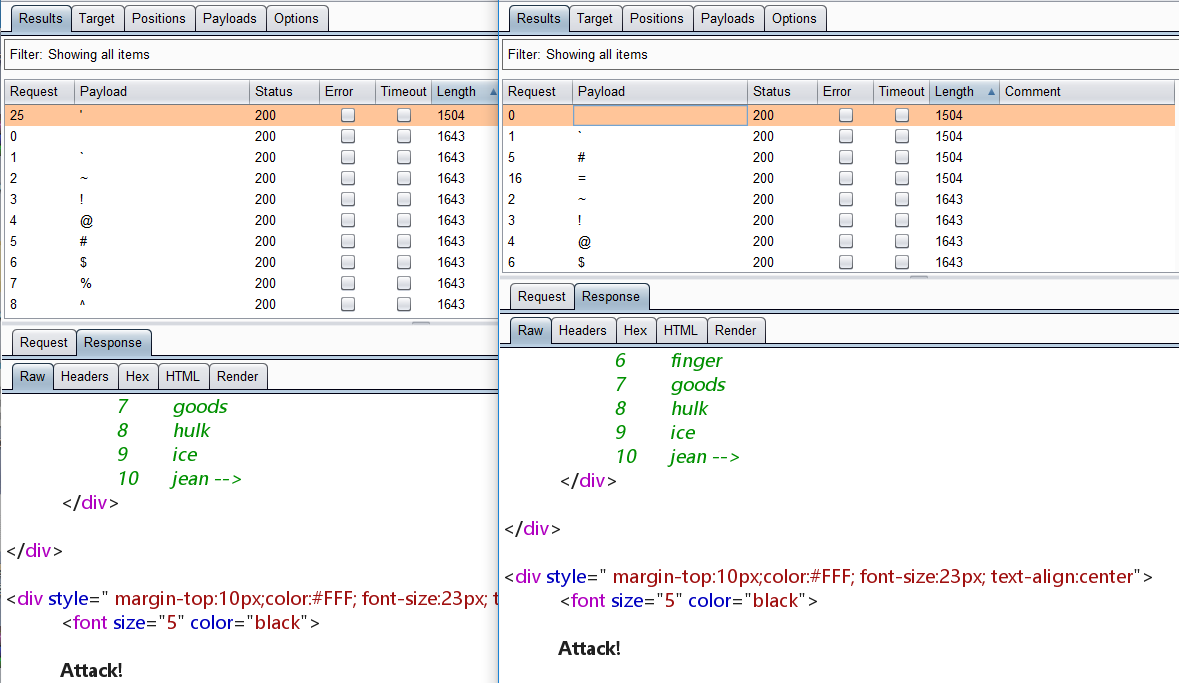 Results Target Positions Payloads Options
Filter: Showing all items
Request Payload Status Error Timeout Length ▲
25 ' 200 1504
0 200 1643
1 ` 200 1643
2 ~ 200 1643
3 ! 200 1643
4 @ 200 1643
5 # 200 1643
6 $ 200 1643
7 % 200 1643
8 ^ 200 1643
Request Response
Raw Headers Hex HTML Render
7 goods
8 hulk
9 ice
10 jean -->
</div>
</div>
<div style=" margin-top:10px;color:#FFF; font-size:23px; t
<font size="5" color="black">
Attack!
Results Target Positions Payloads Options
Filter: Showing all items
Request Payload Status Error Timeout Length ▲ Comment
0 200 1504
1 ` 200 1504
5 # 200 1504
16 = 200 1504
2 ~ 200 1643
3 ! 200 1643
4 @ 200 1643
6 $ 200 1643
Request Response
Raw Headers Hex HTML Render
6 finger
7 goods
8 hulk
9 ice
10 jean -->
</div>
</div>
<div style=" margin-top:10px;color:#FFF; font-size:23px; text-align:center">
<font size="5" color="black">
Attack!